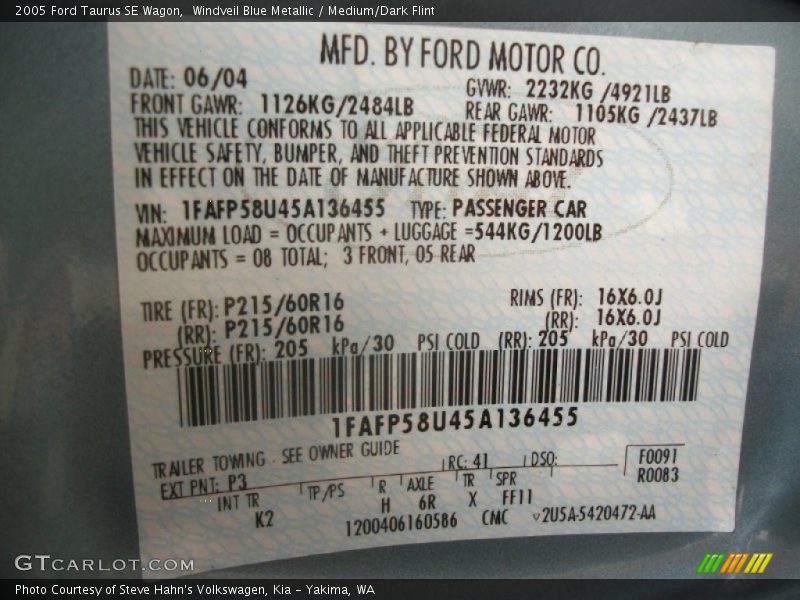 2005 Ford Taurus SE Wagon, Windveil Blue Metallic / Medium/Dark Flint
MFD. BY FORD MOTOR CO.
DATE: 06/04 GVWR: 2232KG /4921LB
FRONT GAWR: 1126KG/2484LB REAR GAWR: 1105KG /2437LB
THIS VEHICLE CONFORMS TO ALL APPLICABLE FEDERAL MOTOR
VEHICLE SAFETY, BUMPER, AND THEFT PREVENTION STANDARDS
IN EFFECT ON THE DATE OF MANUFACTURE SHOWN ABOVE.
VIN: 1FAFP58U45A136455 TYPE: PASSENGER CAR
MAXIMUM LOAD = OCCUPANTS + LUGGAGE =544KG/1200LB
OCCUPANTS = 08 TOTAL; 3 FRONT, 05 REAR
TIRE (FR): P215/60R16 RIMS (FR): 16X6.0J
(RR): P215/60R16 (RR): 16X6.0J
PRESSURE (FR): 205 kPa/30 PSI COLD (RR): 205 kPa/30 PSI COLD
1FAFP58U45A136455
TRAILER TOWING - SEE OWNER GUIDE RC: 41 DSO: F0091
EXT PNT: P3 R0083
INT TR TP/PS R AXLE TR SPR
K2 H 6R X FF11
1200406160586 CMC ▿2U5A-5420472-AA
GTCARLOT.COM
Photo Courtesy of Steve Hahn's Volkswagen, Kia – Yakima, WA